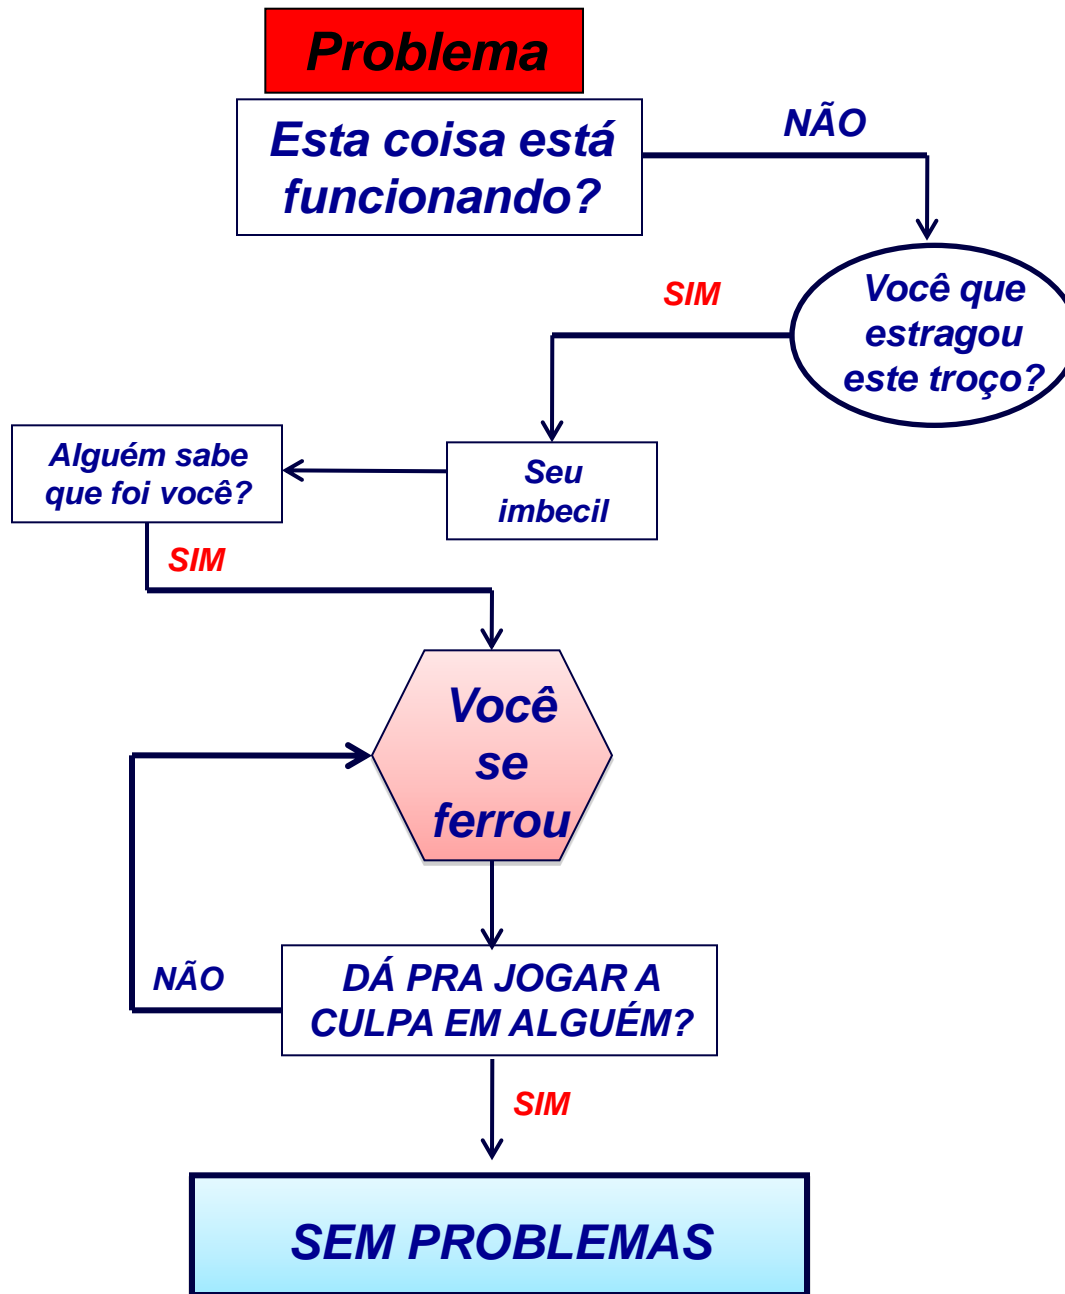 Problema
Esta coisa está
funcionando?
NÃO
Você que
estragou
este troço?
SIM
Seu
imbecil
Alguém sabe
que foi você?
SIM
Você
se
ferrou
NÃO
DÁ PRA JOGAR A
CULPA EM ALGUÉM?
SIM
SEM PROBLEMAS